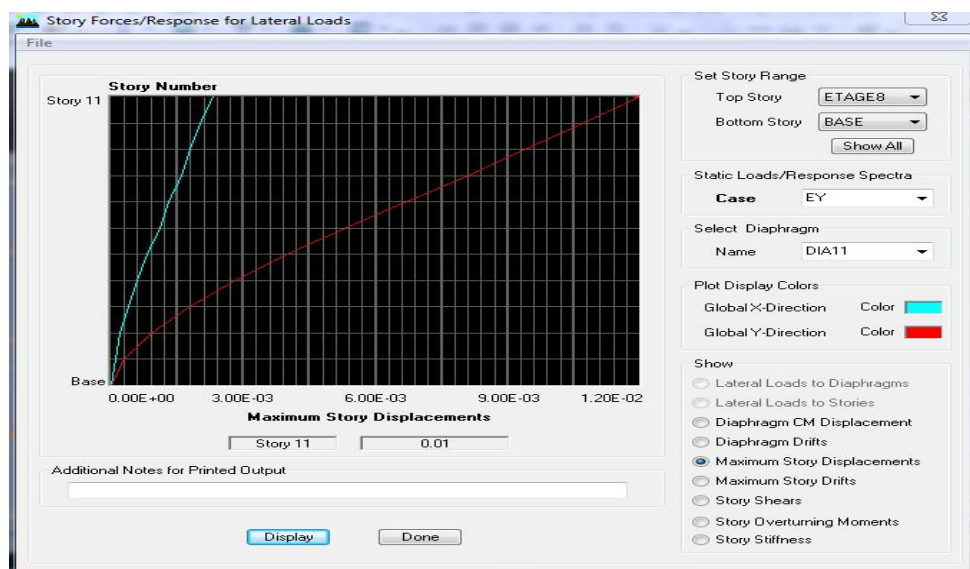 Story Forces/Response for Lateral Loads
File
Story Number
Story 11
Base
0.00E+00 3.00E-03 6.00E-03 9.00E-03 1.20E-02
Maximum Story Displacements
Story 11 0.01
Additional Notes for Printed Output
Display Done
Set Story Range
Top Story ETAGE8
Bottom Story BASE
Show All
Static Loads/Response Spectra
Case EY
Select Diaphragm
Name DIA11
Plot Display Colors
Global X-Direction Color
Global Y-Direction Color
Show
Lateral Loads to Diaphragms
Lateral Loads to Stories
Diaphragm CM Displacement
Diaphragm Drifts
Maximum Story Displacements
Maximum Story Drifts
Story Shears
Story Overturning Moments
Story Stiffness